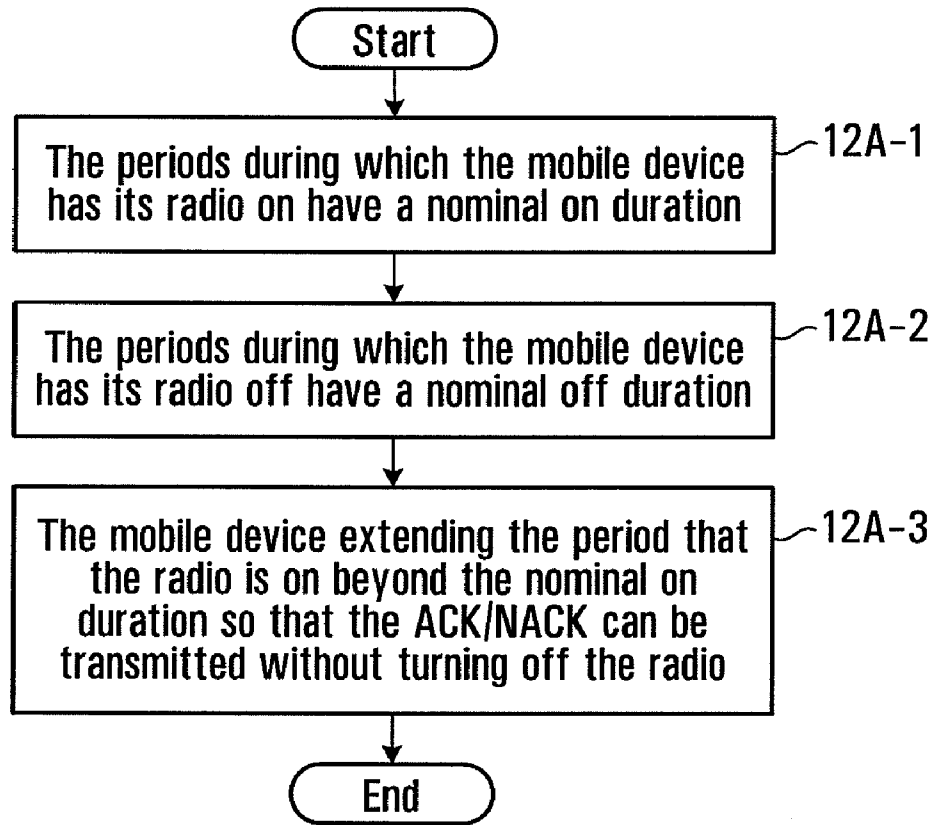 Start
The periods during which the mobile device
has its radio on have a nominal on duration
12A-1
The periods during which the mobile device
has its radio off have a nominal off duration
12A-2
The mobile device extending the period that
the radio is on beyond the nominal on
duration so that the ACK/NACK can be
transmitted without turning off the radio
12A-3
End